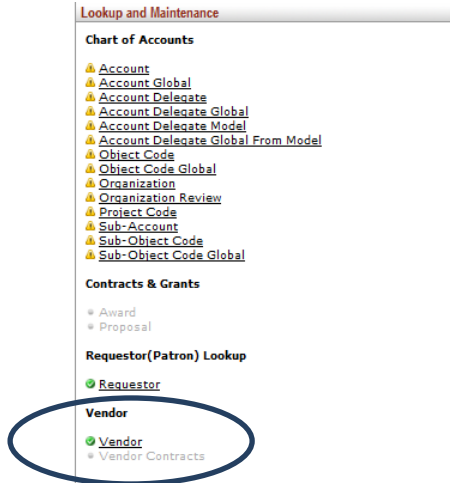 Lookup and Maintenance
Chart of Accounts
Account
Account Global
Account Delegate
Account Delegate Global
Account Delegate Model
Account Delegate Global From Model
Object Code
Object Code Global
Organization
Organization Review
Project Code
Sub-Account
Sub-Object Code
Sub-Object Code Global
Contracts & Grants
Award
Proposal
Requestor(Patron) Lookup
Requestor
Vendor
Vendor
Vendor Contracts